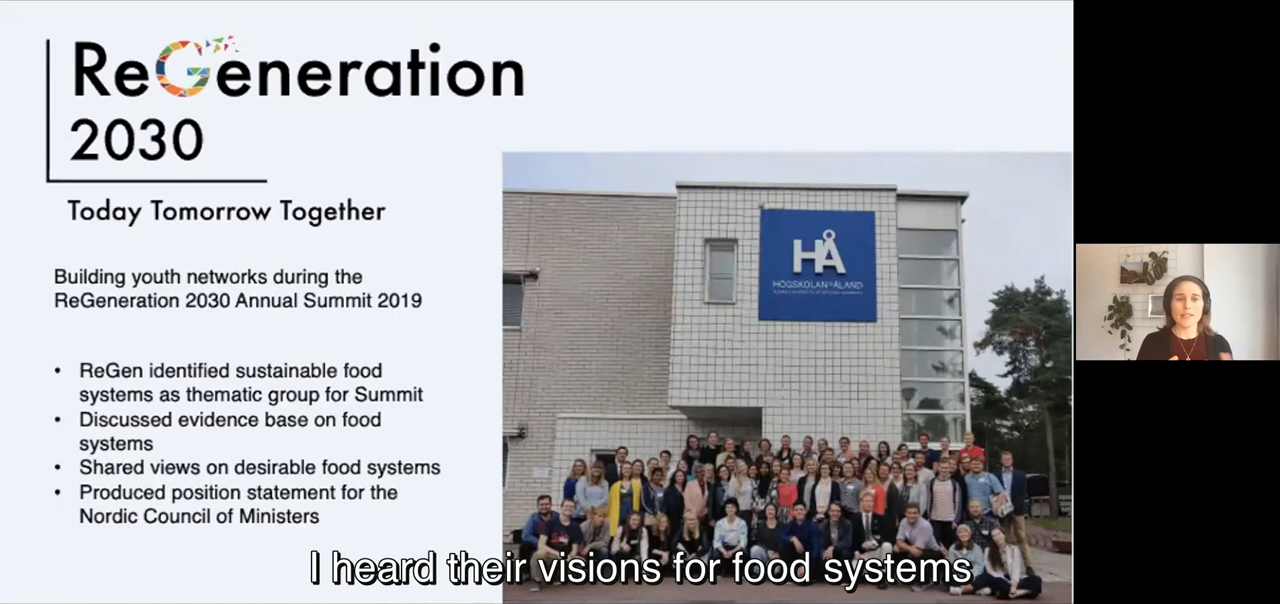 ReGeneration
2030
Today Tomorrow Together
Building youth networks during the
ReGeneration 2030 Annual Summit 2019
• ReGen identified sustainable food
systems as thematic group for Summit
• Discussed evidence base on food
systems
• Shared views on desirable food systems
• Produced position statement for the
Nordic Council of Ministers
HÅ
HÖGSKOLAN PÅ ÅLAND
I heard their visions for food systems